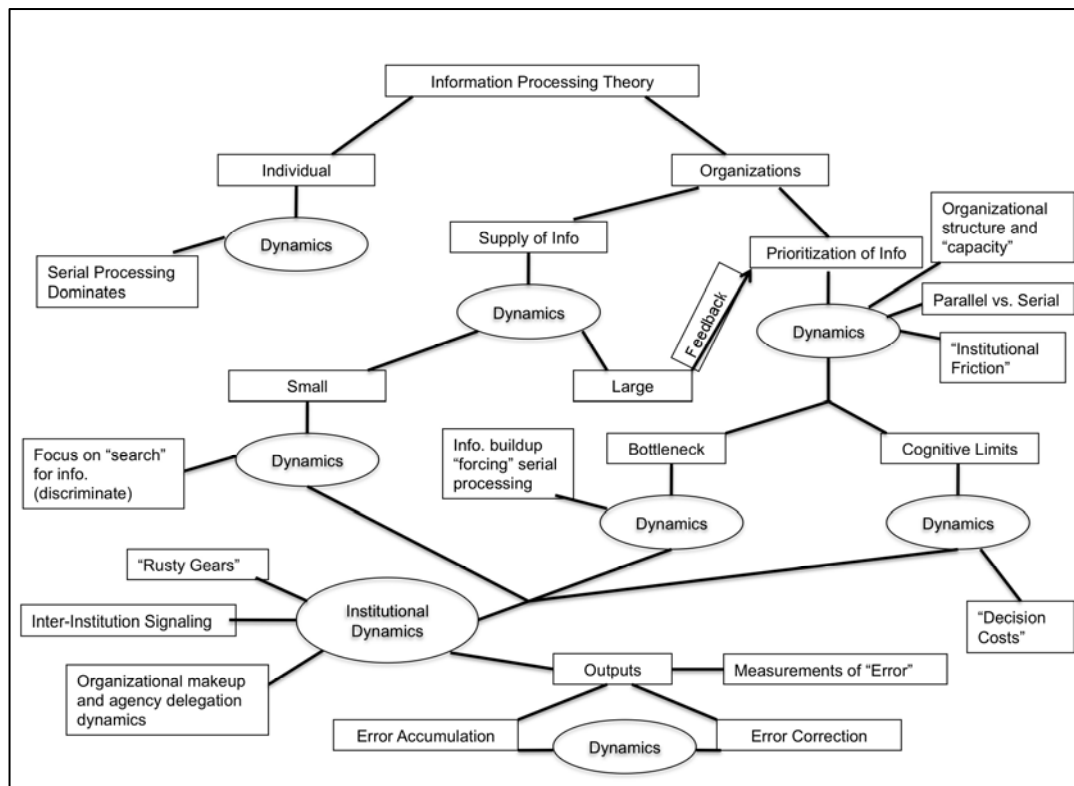 Information Processing Theory
Individual
Organizations
Dynamics
Serial Processing
Dominates
Supply of Info
Prioritization of Info
Organizational
structure and
“capacity”
Dynamics
Feedback
Dynamics
Parallel vs. Serial
“Institutional
Friction”
Small
Large
Focus on “search”
for info.
(discriminate)
Dynamics
Info. buildup
“forcing” serial
processing
Bottleneck
Cognitive Limits
Dynamics
Dynamics
“Rusty Gears”
Inter-Institution Signaling
Organizational makeup
and agency delegation
dynamics
Institutional
Dynamics
“Decision
Costs”
Outputs
Measurements of “Error”
Error Accumulation
Dynamics
Error Correction